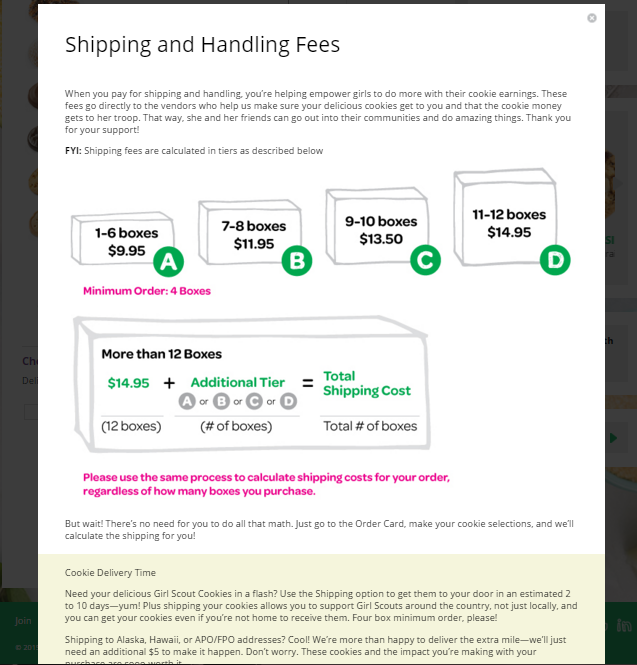 Shipping and Handling Fees
When you pay for shipping and handling, you're helping empower girls to do more with their cookie earnings. These
fees go directly to the vendors who help us make sure your delicious cookies get to you and that the cookie money
gets to her troop. That way, she and her friends can go out into their communities and do amazing things. Thank you
for your support!
FYI: Shipping fees are calculated in tiers as described below
1-6 boxes
$9.95
A
7-8 boxes
$11.95
B
9-10 boxes
$13.50
C
11-12 boxes
$14.95
D
Minimum Order: 4 Boxes
More than 12 Boxes
$14.95 + Additional Tier = Total Shipping Cost
A or B or C or D
(12 boxes) (# of boxes) Total # of boxes
Please use the same process to calculate shipping costs for your order,
regardless of how many boxes you purchase.
But wait! There's no need for you to do all that math. Just go to the Order Card, make your cookie selections, and we'll
calculate the shipping for you!
Cookie Delivery Time
Need your delicious Girl Scout Cookies in a flash? Use the Shipping option to get them to your door in an estimated 2
to 10 days—yum! Plus shipping your cookies allows you to support Girl Scouts around the country, not just locally, and
you can get your cookies even if you're not home to receive them. Four box minimum order, please!
Shipping to Alaska, Hawaii, or APO/FPO addresses? Cool! We're more than happy to deliver the extra mile—we'll just
need an additional $5 to make it happen. Don't worry. These cookies and the impact you're making with your
purchase are sooo worth it.
Join